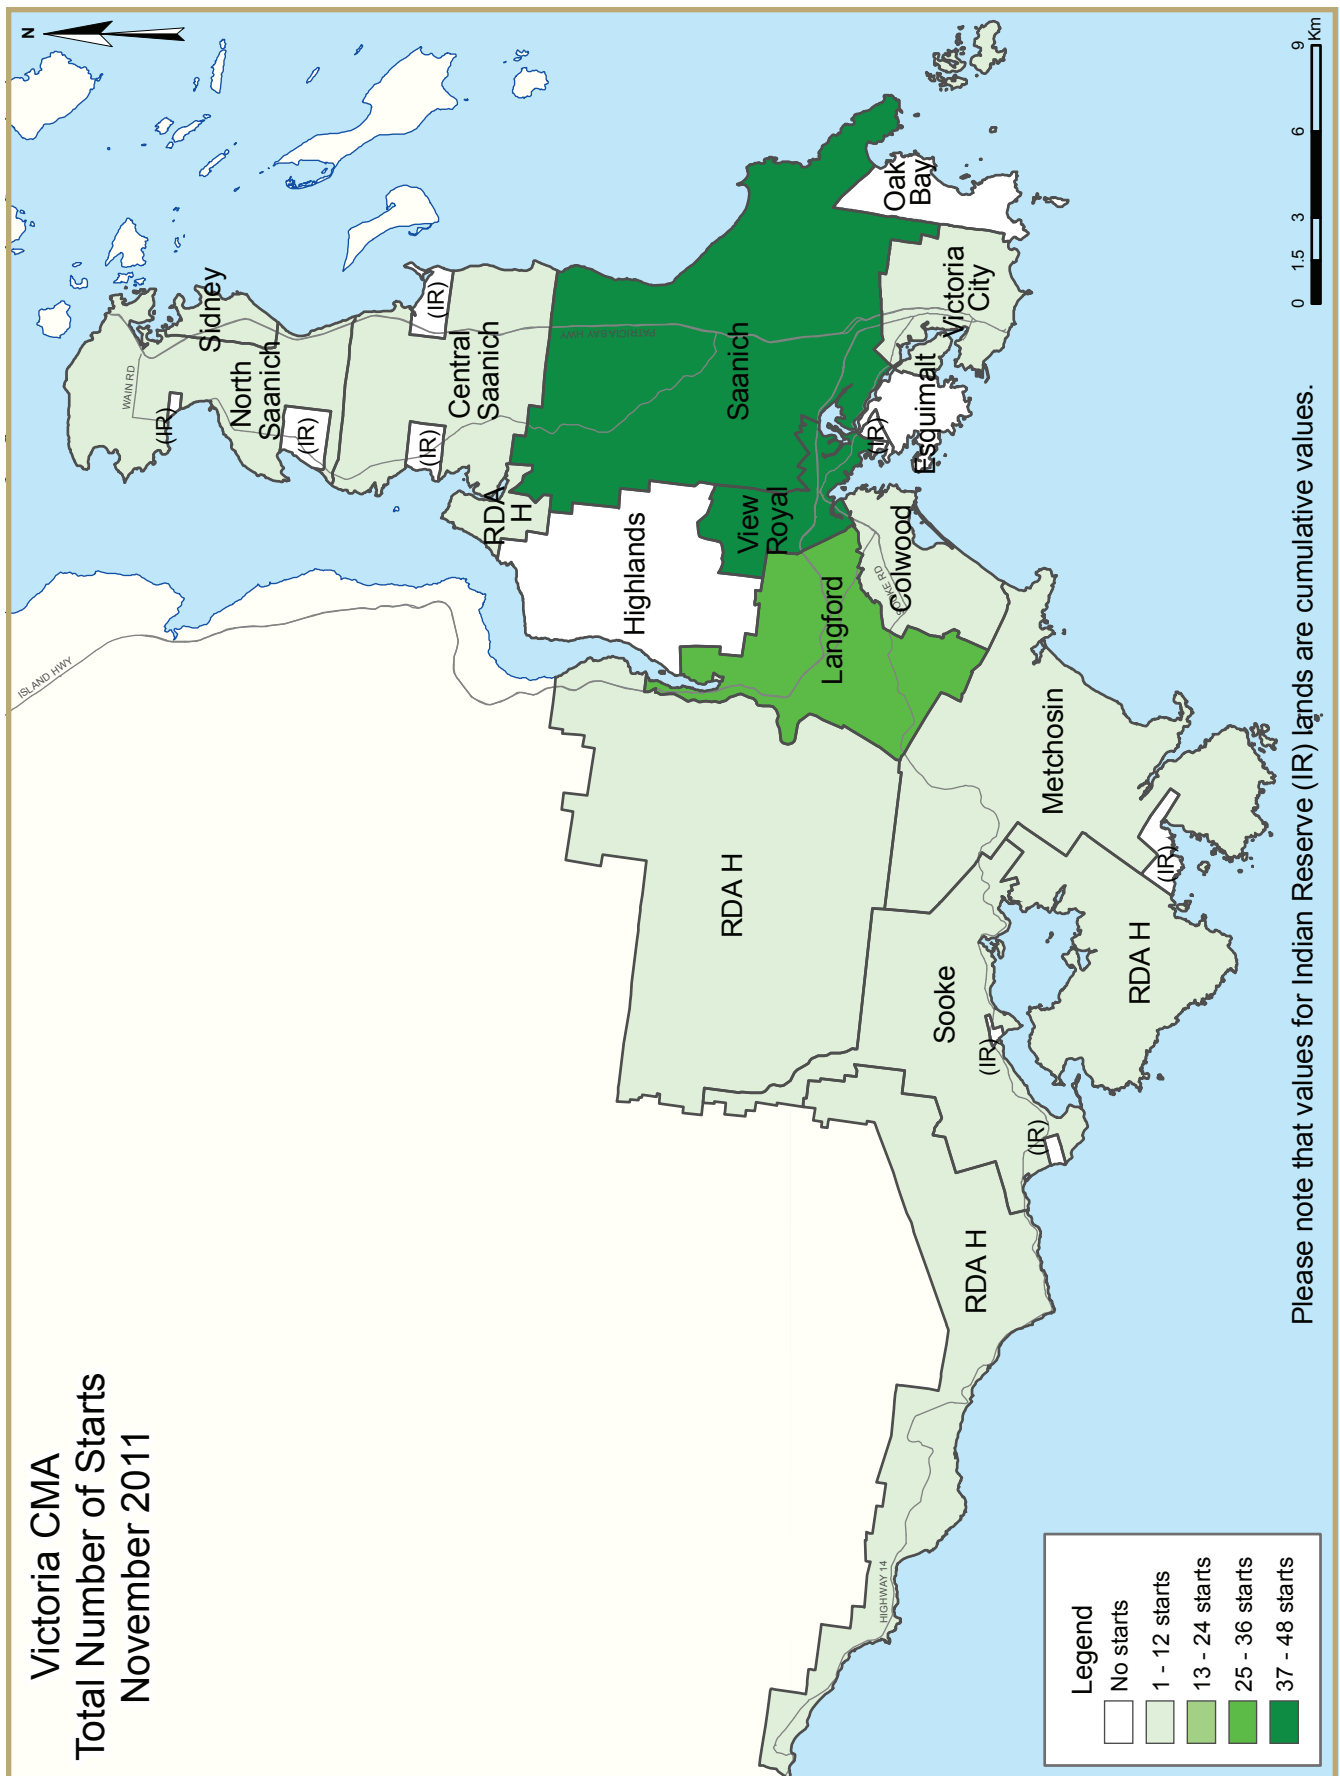 Victoria CMA
Total Number of Starts
November 2011
N
ISLAND HWY
WAIN RD
Sidney
North
Saanich
(IR)
(IR)
(IR)
(IR)
Central
Saanich
PATRICIA BAY HWY
RDA
H
Saanich
Highlands
View
Royal
Oak
Bay
Victoria
City
Esquimalt
(IR)
Langford
Colwood
SOOKE RD
Metchosin
RDA H
Sooke
(IR)
(IR)
(IR)
RDA H
RDA H
HIGHWAY 14
Legend
No starts
1 - 12 starts
13 - 24 starts
25 - 36 starts
37 - 48 starts
0 1.5 3 6 9
Km
Please note that values for Indian Reserve (IR) lands are cumulative values.